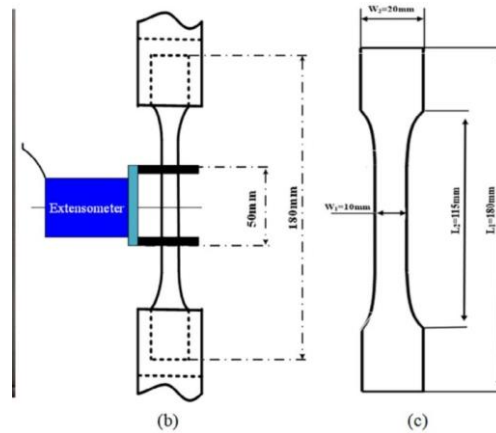 W₂=20mm
Extensometer
50mm
180mm
W₁=10mm
L₂=115mm
L₁=180mm
(b)
(c)